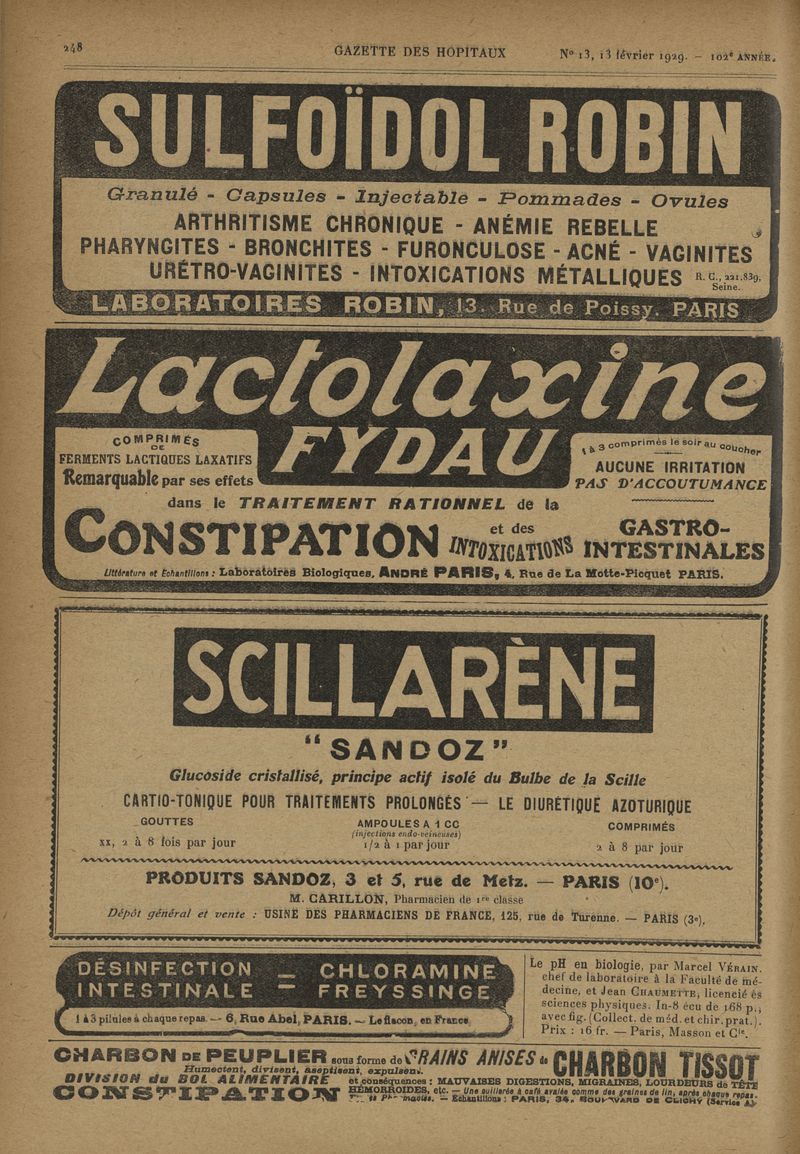 248
GAZETTE DES HOPITAUX
N° 13, 13 février 1929. — 102e ANNÉE.
SULFOÏDOL ROBIN
Granulé - Capsules - Injectable - Pommades - Ovules
ARTHRITISME CHRONIQUE - ANÉMIE REBELLE
PHARYNGITES - BRONCHITES - FURONCULOSE - ACNÉ - VAGINITES
URÉTRO-VAGINITES - INTOXICATIONS MÉTALLIQUES R. C., 221.839, Seine.
LABORATOIRES ROBIN, 13, Rue de Poissy. PARIS
Lactolaxine
FYDAU
COMPRIMÉS
DE
FERMENTS LACTIQUES LAXATIFS
Remarquable par ses effets
1 à 3 comprimés le soir au coucher
AUCUNE IRRITATION
PAS D'ACCOUTUMANCE
dans le TRAITEMENT RATIONNEL de la
CONSTIPATION et des INTOXICATIONS GASTRO-INTESTINALES
Littérature et Echantillons : Laboratoires Biologiques, ANDRÉ PARIS, 4, Rue de La Motte-Picquet PARIS.
SCILLARÈNE
"SANDOZ"
Glucoside cristallisé, principe actif isolé du Bulbe de la Scille
CARTIO-TONIQUE POUR TRAITEMENTS PROLONGÉS — LE DIURÉTIQUE AZOTURIQUE
GOUTTES
xx, 2 à 8 fois par jour
AMPOULES A 1 CC
(injections endo-veineuses)
1/2 à 1 par jour
COMPRIMÉS
2 à 8 par jour
PRODUITS SANDOZ, 3 et 5, rue de Metz. — PARIS (10e).
M. CARILLON, Pharmacien de 1re classe
Dépôt général et vente : USINE DES PHARMACIENS DE FRANCE, 125, rue de Turenne. — PARIS (3e).
DÉSINFECTION — CHLORAMINE
INTESTINALE — FREYSSINGE
1 à 3 pilules à chaque repas. — 6, Rue Abel, PARIS. — Le flacon, en France
Le pH en biologie, par Marcel VÉRAIN.
chef de laboratoire à la Faculté de mé-
decine, et Jean CHAUMETTE, licencié ès
sciences physiques. In-8 écu de 168 p.,
avec fig. (Collect. de méd. et chir. prat.).
Prix : 16 fr. — Paris, Masson et Cie.
CHARBON DE PEUPLIER sous forme de GRAINS ANISÉS de CHARBON TISSOT
Humectent, divisent, aseptisent, expulsent.
DIVISION du BOL ALIMENTAIRE
CONSTIPATION
et conséquences : MAUVAISES DIGESTIONS, MIGRAINES, LOURDEURS de TÊTE
HÉMORROIDES, etc. — Une cuillerée à café avalée comme des graines de lin, après chaque repas.
— Echantillons : PARIS, 34, BOULEVARD DE CLICHY (Service A)